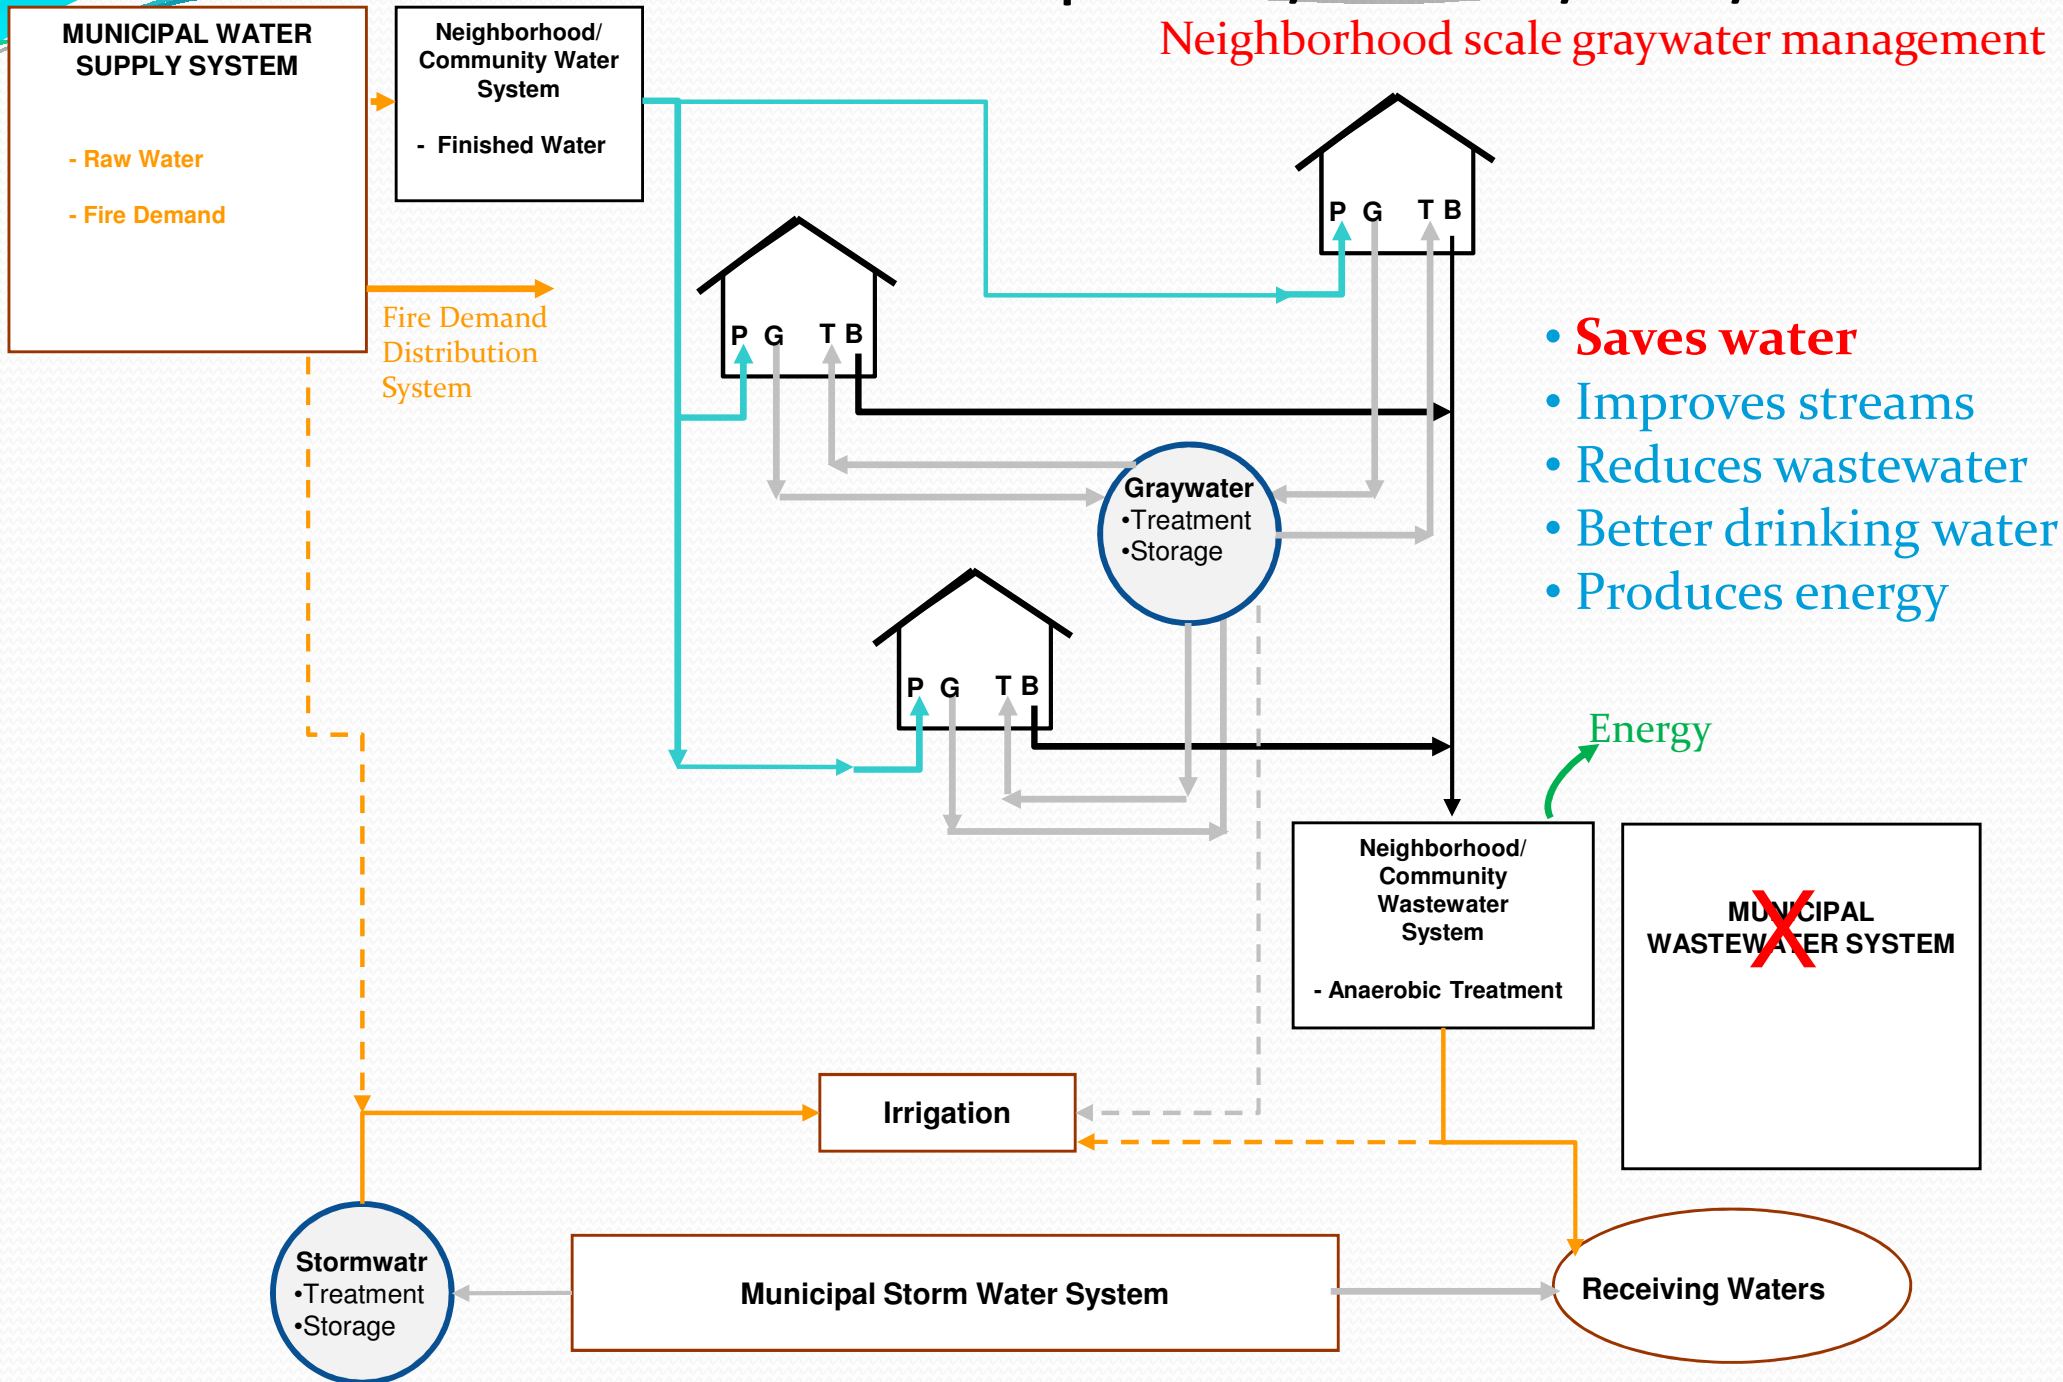 Neighborhood scale graywater management
MUNICIPAL WATER
SUPPLY SYSTEM
- Raw Water
- Fire Demand
Neighborhood/
Community Water
System
- Finished Water
Fire Demand
Distribution
System
P G T B
P G T B
P G T B
Graywater
•Treatment
•Storage
• Saves water
• Improves streams
• Reduces wastewater
• Better drinking water
• Produces energy
Energy
Neighborhood/
Community
Wastewater
System
- Anaerobic Treatment
MUNICIPAL
WASTEWATER SYSTEM
X
Irrigation
Stormwatr
•Treatment
•Storage
Municipal Storm Water System
Receiving Waters